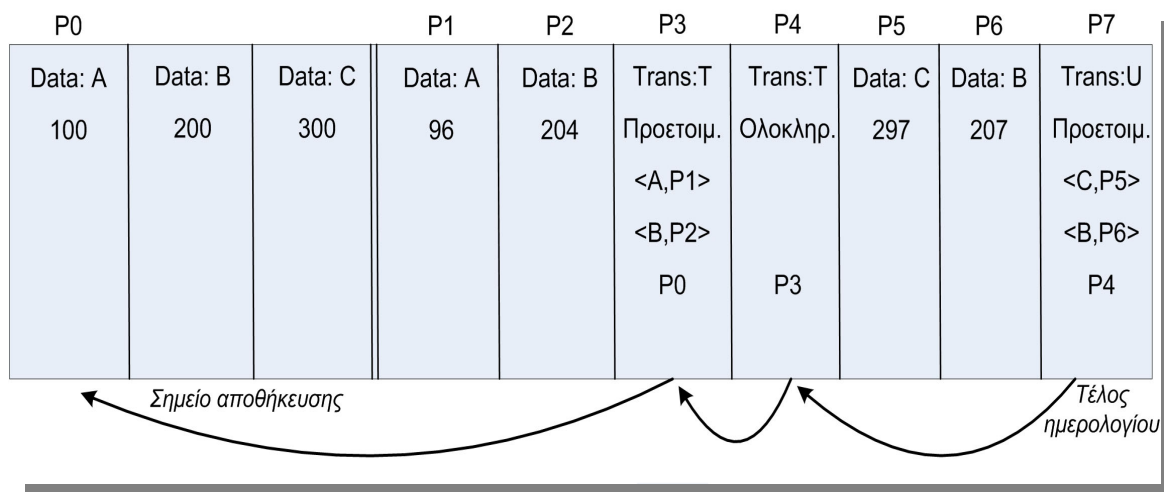 P0 P1 P2 P3 P4 P5 P6 P7
Data: A Data: B Data: C Data: A Data: B Trans:T Trans:T Data: C Data: B Trans:U
100 200 300 96 204 Προετοιμ. Ολοκληρ. 297 207 Προετοιμ.
<A,P1> <C,P5>
<B,P2> <B,P6>
P0 P3 P4
Σημείο αποθήκευσης Τέλος
ημερολογίου